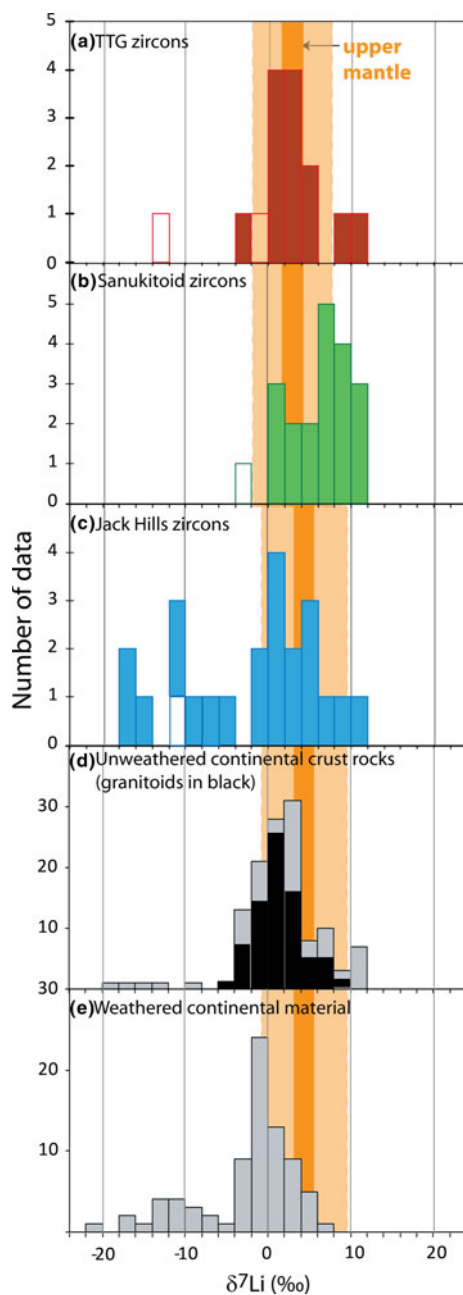 (a) TTG zircons
upper
mantle
5
4
3
2
1
0
(b) Sanukitoid zircons
5
4
3
2
1
0
(c) Jack Hills zircons
4
3
2
1
0
Number of data
(d) Unweathered continental crust rocks
(granitoids in black)
30
20
10
30
(e) Weathered continental material
20
10
-20 -10 0 10 20
δ⁷Li (‰)